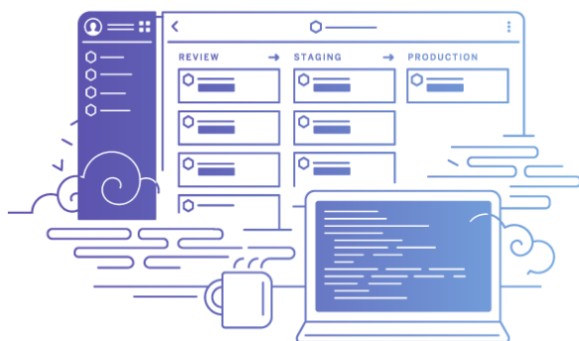 REVIEW → STAGING → PRODUCTION